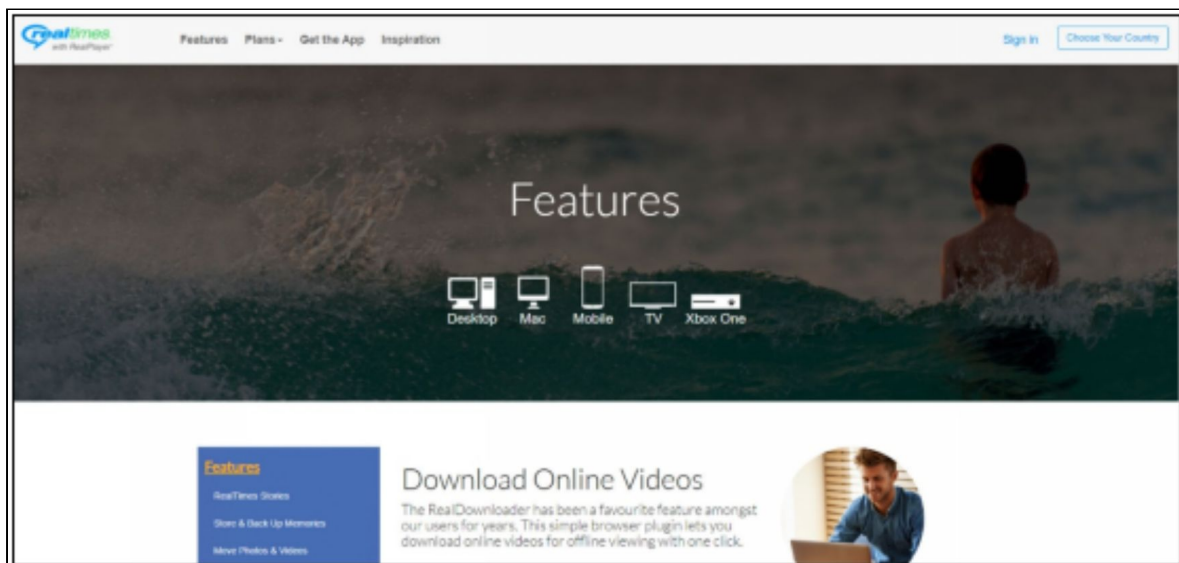 realtimes
with RealPlayer®
Features Plans Get the App Inspiration
Sign in
Choose Your Country
Features
Desktop Mac Mobile TV Xbox One
Features
RealTimes Stories
Store & Back Up Memories
Move Photos & Videos
Download Online Videos
The RealDownloader has been a favourite feature amongst
our users for years. This simple browser plugin lets you
download online videos for offline viewing with one click.